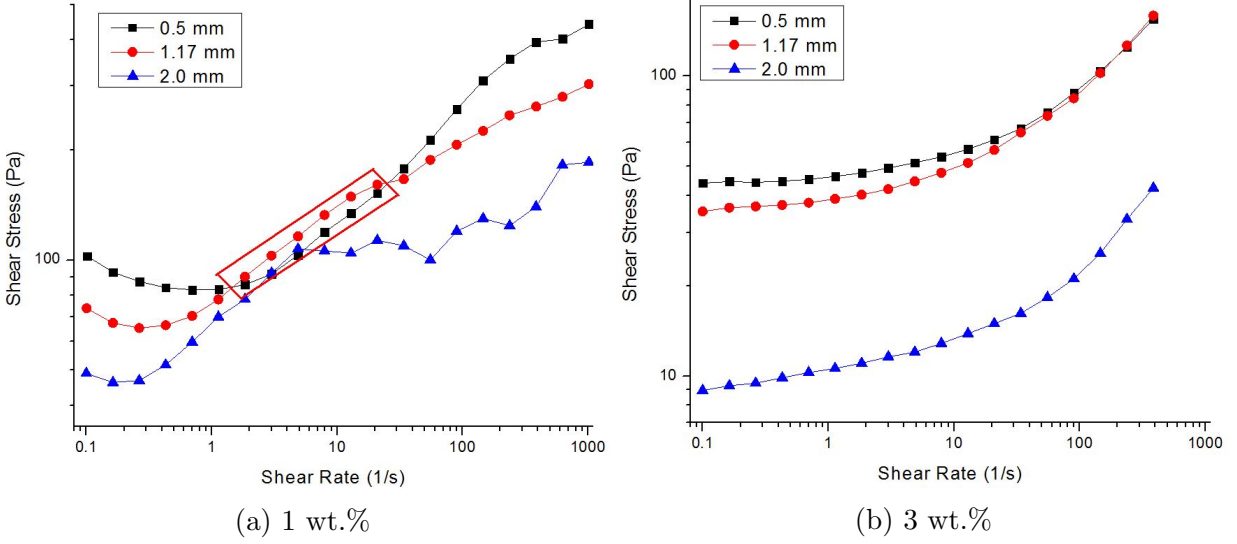 0.5 mm
1.17 mm
2.0 mm
Shear Stress (Pa)
100
0.1 1 10 100 1000
Shear Rate (1/s)
(a) 1 wt.%
0.5 mm
1.17 mm
2.0 mm
Shear Stress (Pa)
100
10
0.1 1 10 100 1000
Shear Rate (1/s)
(b) 3 wt.%